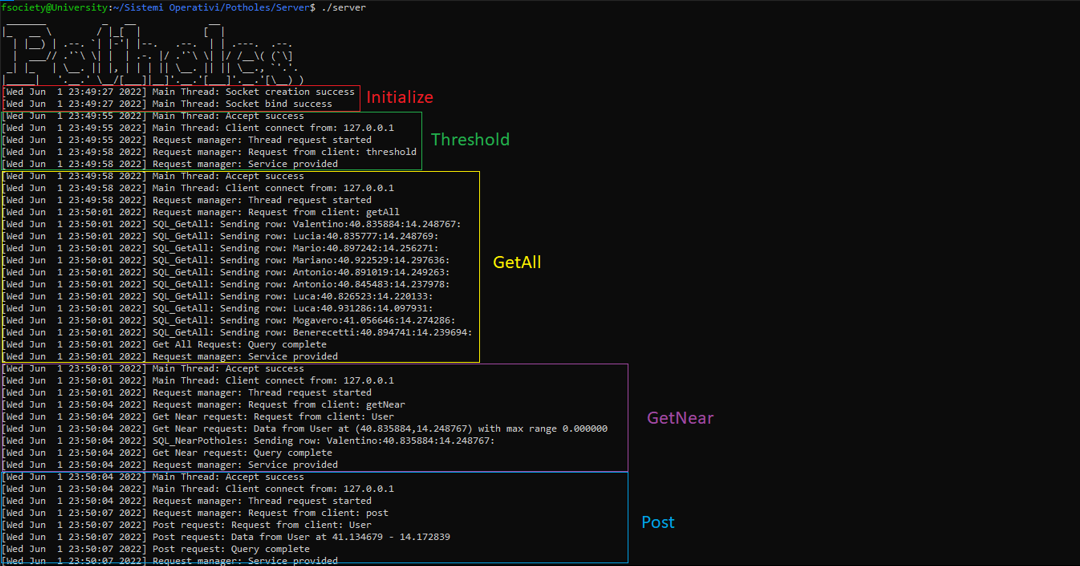 fsociety@University:~/Sistemi Operativi/Potholes/Server$ ./server
Potholes
[Wed Jun  1 23:49:27 2022] Main Thread: Socket creation success
[Wed Jun  1 23:49:27 2022] Main Thread: Socket bind success
Initialize
[Wed Jun  1 23:49:55 2022] Main Thread: Accept success
[Wed Jun  1 23:49:55 2022] Main Thread: Client connect from: 127.0.0.1
[Wed Jun  1 23:49:55 2022] Request manager: Thread request started
[Wed Jun  1 23:49:58 2022] Request manager: Request from client: threshold
[Wed Jun  1 23:49:58 2022] Request manager: Service provided
Threshold
[Wed Jun  1 23:49:58 2022] Main Thread: Accept success
[Wed Jun  1 23:49:58 2022] Main Thread: Client connect from: 127.0.0.1
[Wed Jun  1 23:49:58 2022] Request manager: Thread request started
[Wed Jun  1 23:50:01 2022] Request manager: Request from client: getAll
[Wed Jun  1 23:50:01 2022] SQL_GetAll: Sending row: Valentino:40.835884:14.248767:
[Wed Jun  1 23:50:01 2022] SQL_GetAll: Sending row: Lucia:40.835777:14.248769:
[Wed Jun  1 23:50:01 2022] SQL_GetAll: Sending row: Mario:40.897242:14.256271:
[Wed Jun  1 23:50:01 2022] SQL_GetAll: Sending row: Mariano:40.922529:14.297636:
[Wed Jun  1 23:50:01 2022] SQL_GetAll: Sending row: Antonio:40.891019:14.249263:
[Wed Jun  1 23:50:01 2022] SQL_GetAll: Sending row: Antonio:40.845483:14.237978:
[Wed Jun  1 23:50:01 2022] SQL_GetAll: Sending row: Luca:40.826523:14.220133:
[Wed Jun  1 23:50:01 2022] SQL_GetAll: Sending row: Luca:40.931286:14.097931:
[Wed Jun  1 23:50:01 2022] SQL_GetAll: Sending row: Mogavero:41.056646:14.274286:
[Wed Jun  1 23:50:01 2022] SQL_GetAll: Sending row: Benerecetti:40.894741:14.239694:
[Wed Jun  1 23:50:01 2022] Get All Request: Query complete
[Wed Jun  1 23:50:01 2022] Request manager: Service provided
GetAll
[Wed Jun  1 23:50:01 2022] Main Thread: Accept success
[Wed Jun  1 23:50:01 2022] Main Thread: Client connect from: 127.0.0.1
[Wed Jun  1 23:50:01 2022] Request manager: Thread request started
[Wed Jun  1 23:50:04 2022] Request manager: Request from client: getNear
[Wed Jun  1 23:50:04 2022] Get Near request: Request from client: User
[Wed Jun  1 23:50:04 2022] Get Near request: Data from User at (40.835884,14.248767) with max range 0.000000
[Wed Jun  1 23:50:04 2022] SQL_NearPotholes: Sending row: Valentino:40.835884:14.248767:
[Wed Jun  1 23:50:04 2022] Get Near request: Query complete
[Wed Jun  1 23:50:04 2022] Request manager: Service provided
GetNear
[Wed Jun  1 23:50:04 2022] Main Thread: Accept success
[Wed Jun  1 23:50:04 2022] Main Thread: Client connect from: 127.0.0.1
[Wed Jun  1 23:50:04 2022] Request manager: Thread request started
[Wed Jun  1 23:50:07 2022] Request manager: Request from client: post
[Wed Jun  1 23:50:07 2022] Post request: Request from client: User
[Wed Jun  1 23:50:07 2022] Post request: Data from User at 41.134679 - 14.172839
[Wed Jun  1 23:50:07 2022] Post request: Query complete
[Wed Jun  1 23:50:07 2022] Request manager: Service provided
Post